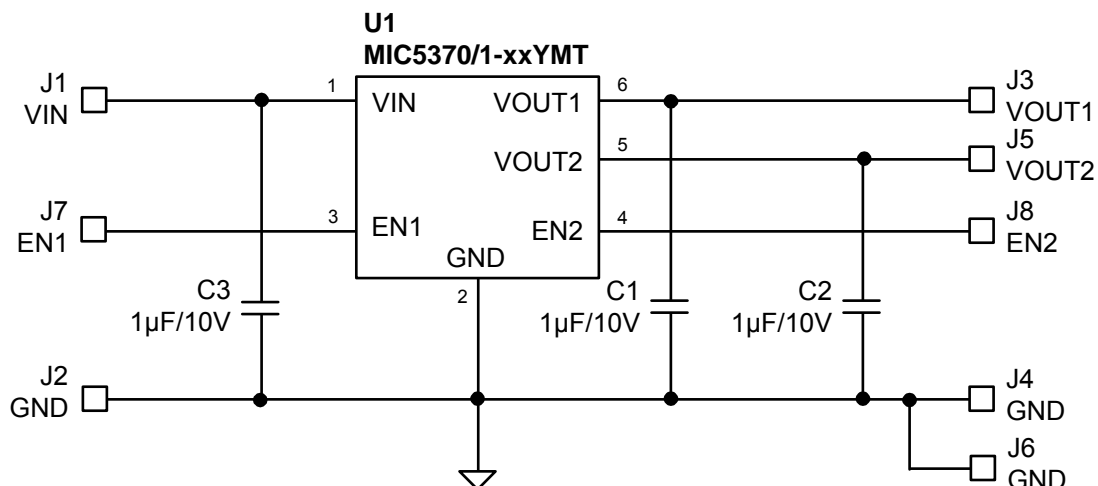 U1
MIC5370/1-xxYMT
J1
VIN
1
VIN
VOUT1
6
J3
VOUT1
VOUT2
5
J5
VOUT2
J7
EN1
3
EN1
EN2
4
J8
EN2
GND
2
C3
1µF/10V
C1
1µF/10V
C2
1µF/10V
J2
GND
J4
GND
J6
GND